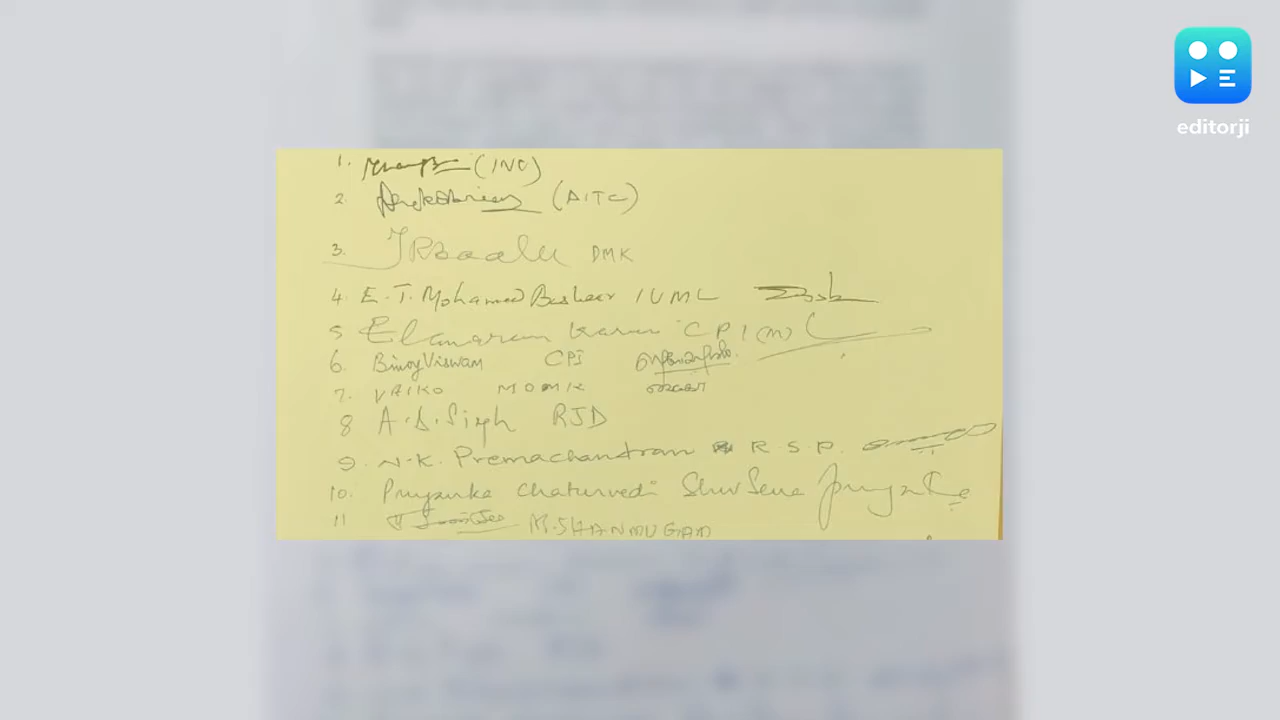 editorji
1. (INC)
2. (AITC)
3. TRBaalu DMK
4. E. T. Mohamed Basheer IUML
5 Elamaram Kareem CPI(M)
6. Binoy Viswam CPI
7. VAIKO MDMK
8 A. D. Singh RJD
9. N.K. Premachandran R.S.P.
10. Priyanka Chaturvedi Shiv Sena
11 M. SHANMUGAM